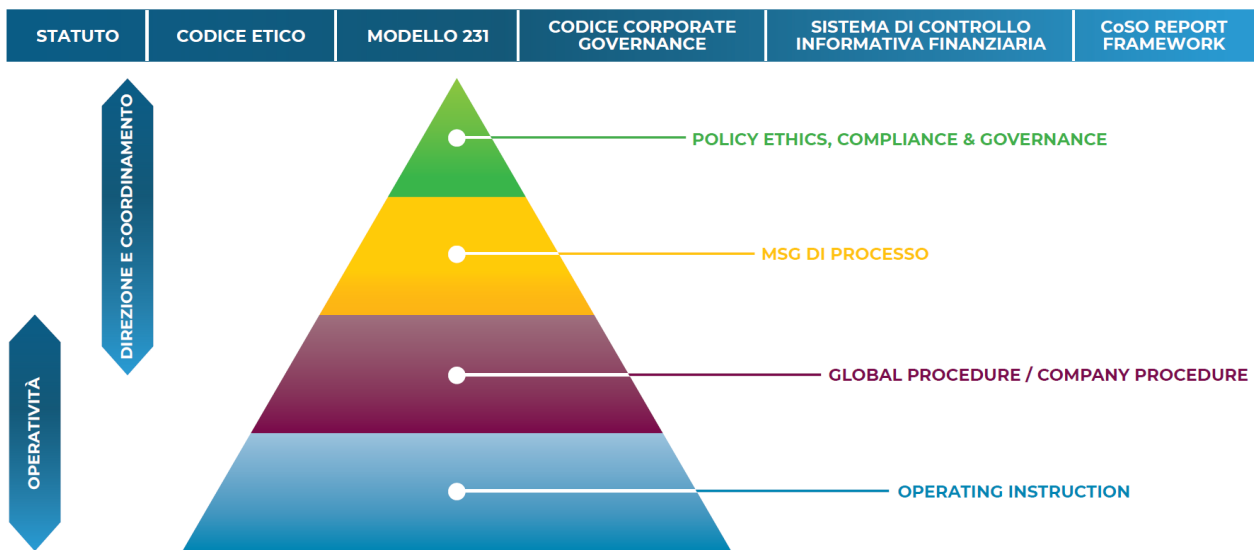 STATUTO
CODICE ETICO
MODELLO 231
CODICE CORPORATE
GOVERNANCE
SISTEMA DI CONTROLLO
INFORMATIVA FINANZIARIA
CoSO REPORT
FRAMEWORK
DIREZIONE E COORDINAMENTO
OPERATIVITÀ
POLICY ETHICS, COMPLIANCE & GOVERNANCE
MSG DI PROCESSO
GLOBAL PROCEDURE / COMPANY PROCEDURE
OPERATING INSTRUCTION